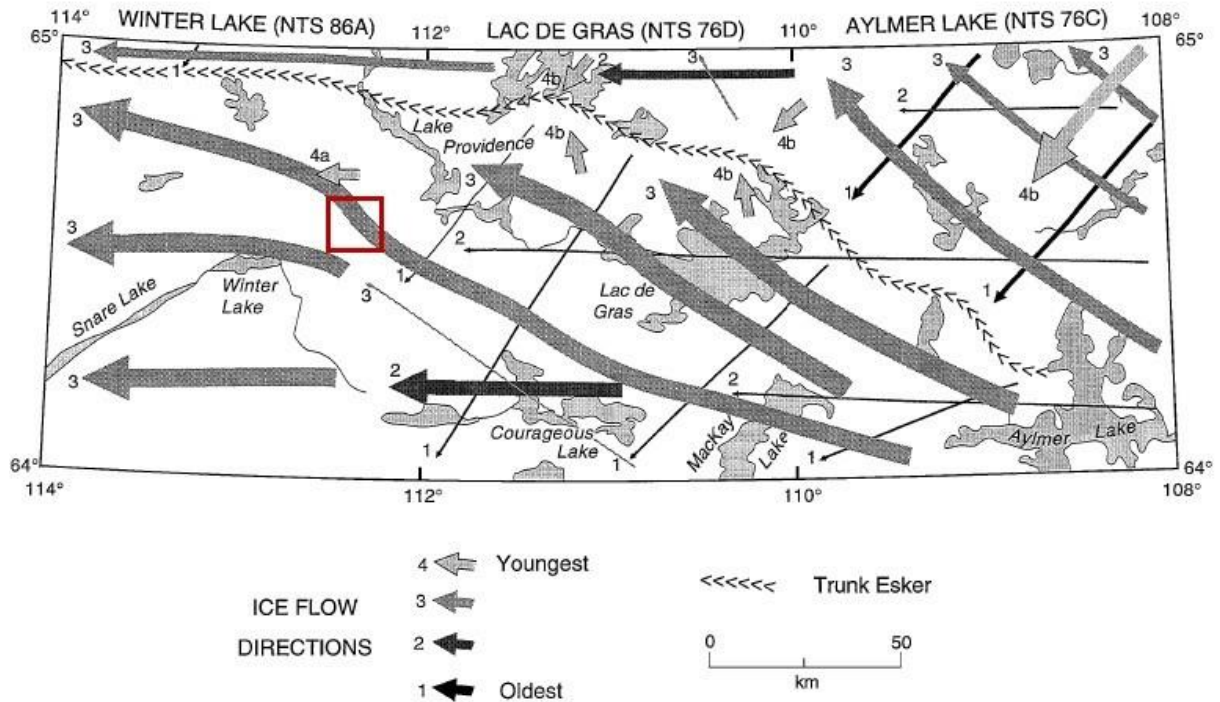 114° WINTER LAKE (NTS 86A) LAC DE GRAS (NTS 76D) AYLMER LAKE (NTS 76C) 108°
65° 112° 110° 65°
3 2 3 3 3 3
1 4b 2
3 Lake Providence 4b 4b
4a 3 3 1 4b
3 2
1
Snare Lake Winter Lake 3 Lac de Gras 1
3 2 2
1 Courageous Lake 1 MacKay Lake 1 Aylmer Lake
64° 64°
114° 112° 110° 108°
4 Youngest
ICE FLOW 3 Trunk Esker
DIRECTIONS 2 0 50
km
1 Oldest